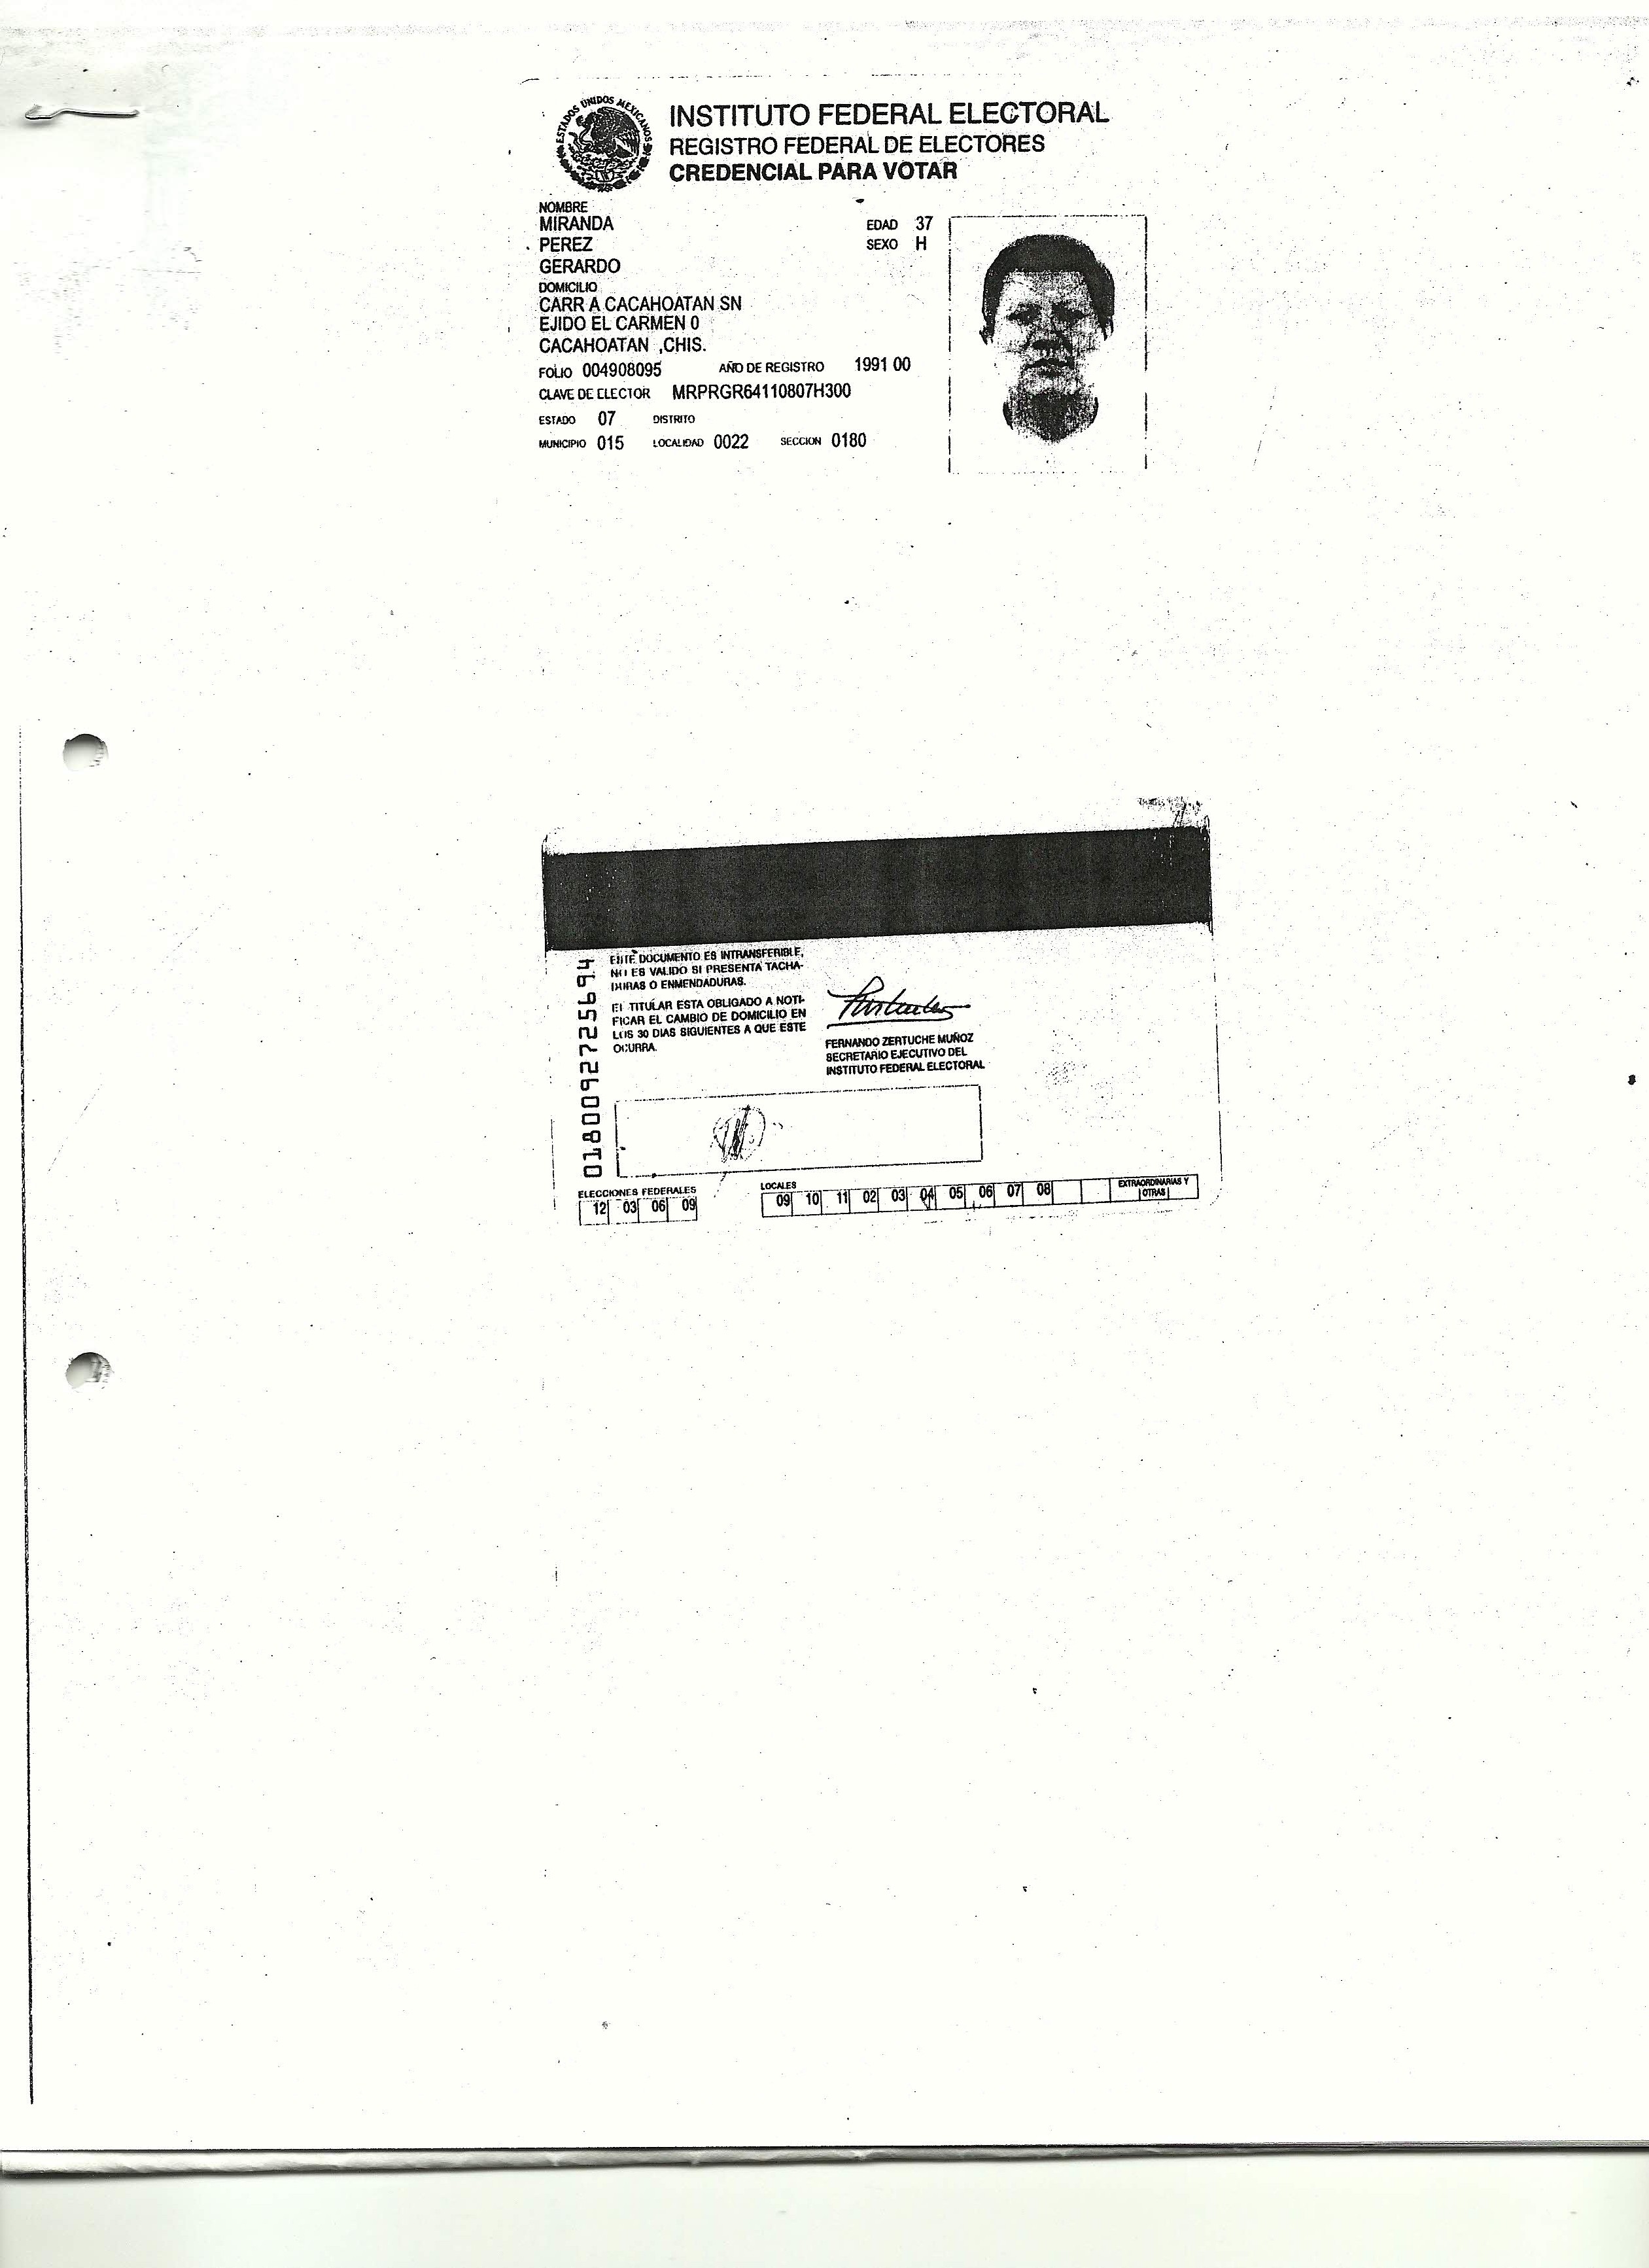 ESTADOS UNIDOS MEXICANOS
INSTITUTO FEDERAL ELECTORAL
REGISTRO FEDERAL DE ELECTORES
CREDENCIAL PARA VOTAR
NOMBRE
MIRANDA
PEREZ
GERARDO
EDAD 37
SEXO H
DOMICILIO
CARR A CACAHOATAN SN
EJIDO EL CARMEN 0
CACAHOATAN ,CHIS.
FOLIO 004908095 AÑO DE REGISTRO 1991 00
CLAVE DE ELECTOR MRPRGR64110807H300
ESTADO 07 DISTRITO
MUNICIPIO 015 LOCALIDAD 0022 SECCION 0180
0180092725694
ESTE DOCUMENTO ES INTRANSFERIBLE,
NO ES VALIDO SI PRESENTA TACHA-
DURAS O ENMENDADURAS.
EL TITULAR ESTA OBLIGADO A NOTI-
FICAR EL CAMBIO DE DOMICILIO EN
LOS 30 DIAS SIGUIENTES A QUE ESTE
OCURRA.
FERNANDO ZERTUCHE MUÑOZ
SECRETARIO EJECUTIVO DEL
INSTITUTO FEDERAL ELECTORAL
ELECCIONES FEDERALES
12 03 06 09
LOCALES
09 10 11 02 03 04 05 06 07 08
EXTRAORDINARIAS Y
OTRAS